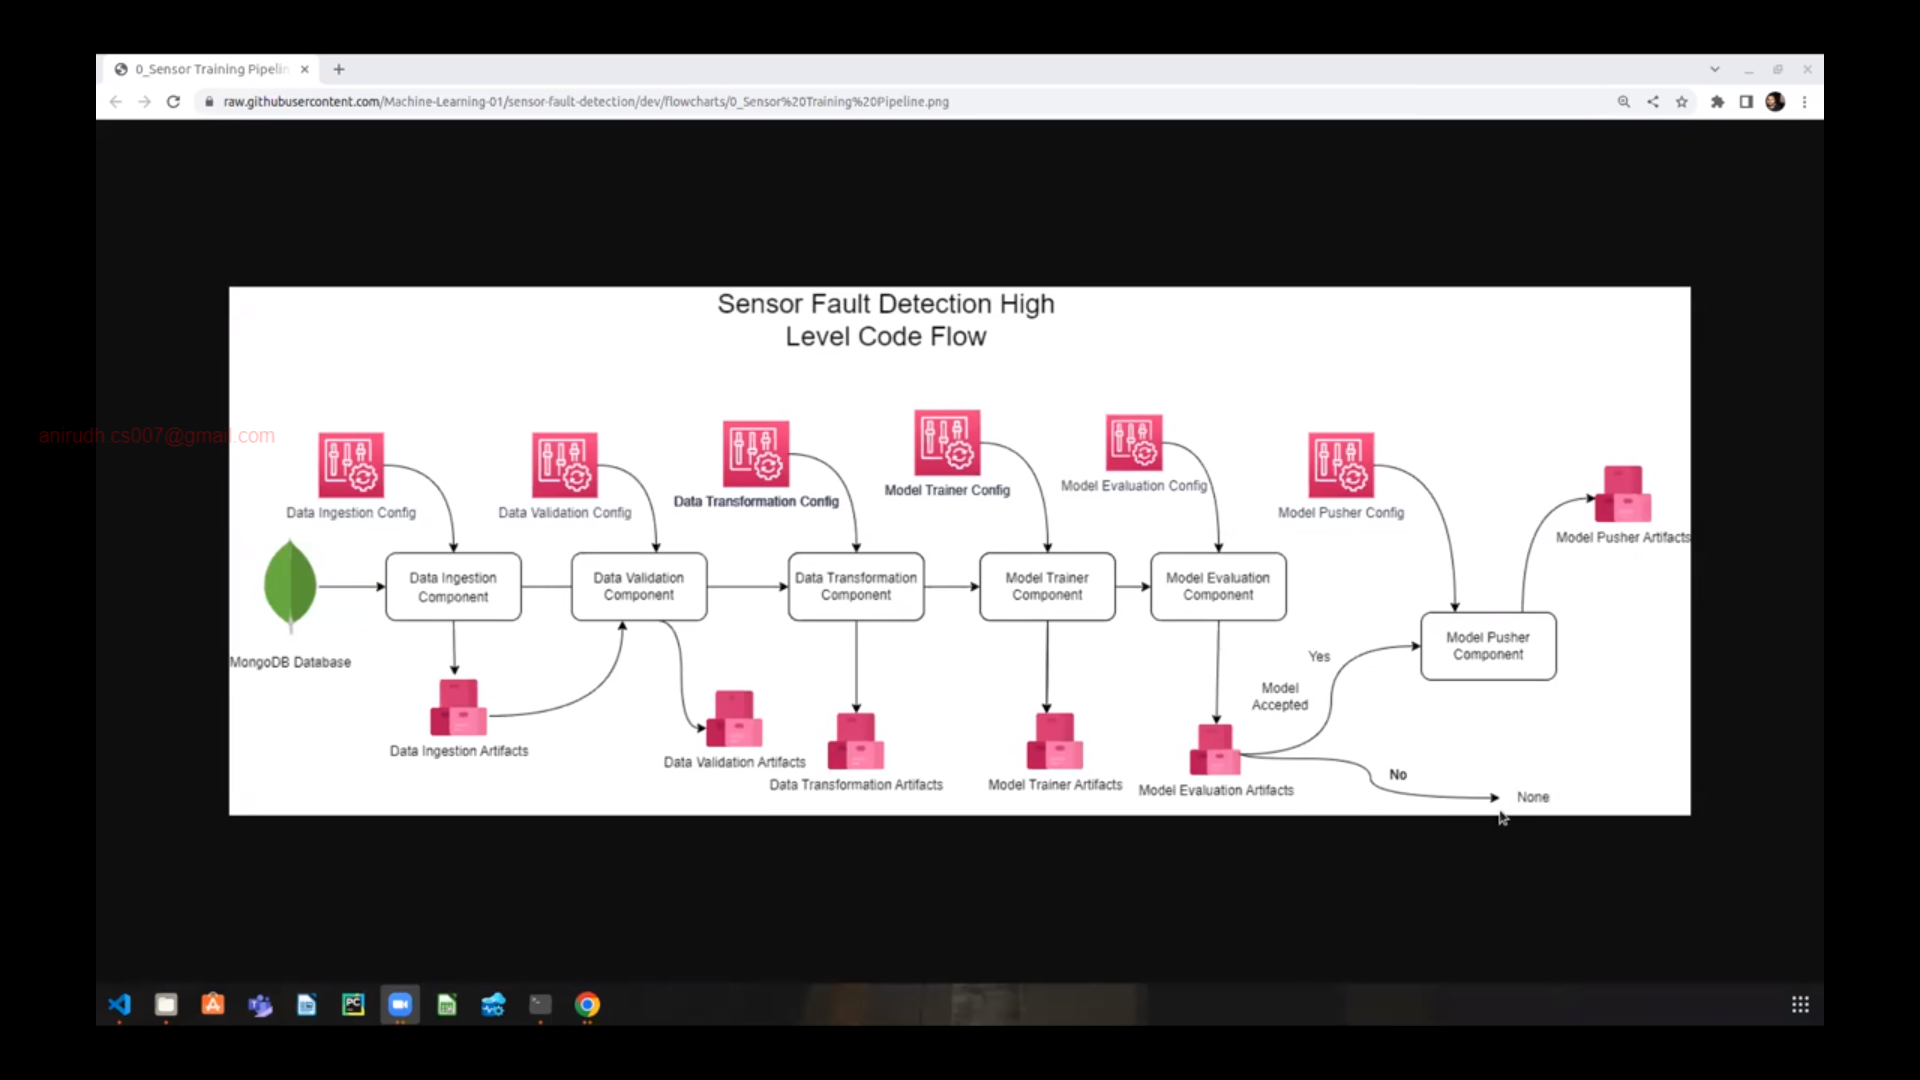 0_Sensor Training Pipelin
raw.githubusercontent.com/Machine-Learning-01/sensor-fault-detection/dev/flowcharts/0_Sensor%20Training%20Pipeline.png
Sensor Fault Detection High
Level Code Flow
anirudh.cs007@gmail.com
Data Ingestion Config
Data Validation Config
Data Transformation Config
Model Trainer Config
Model Evaluation Config
Model Pusher Config
Model Pusher Artifacts
MongoDB Database
Data Ingestion
Component
Data Validation
Component
Data Transformation
Component
Model Trainer
Component
Model Evaluation
Component
Model Pusher
Component
Yes
Model
Accepted
No
None
Data Ingestion Artifacts
Data Validation Artifacts
Data Transformation Artifacts
Model Trainer Artifacts
Model Evaluation Artifacts
PC